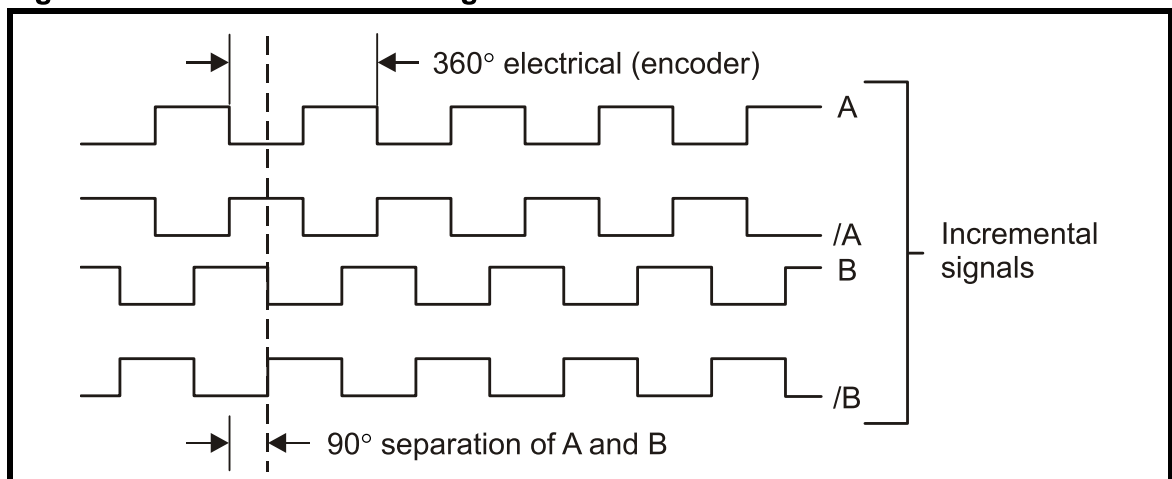 360° electrical (encoder)
A
/A
B
/B
Incremental
signals
90° separation of A and B